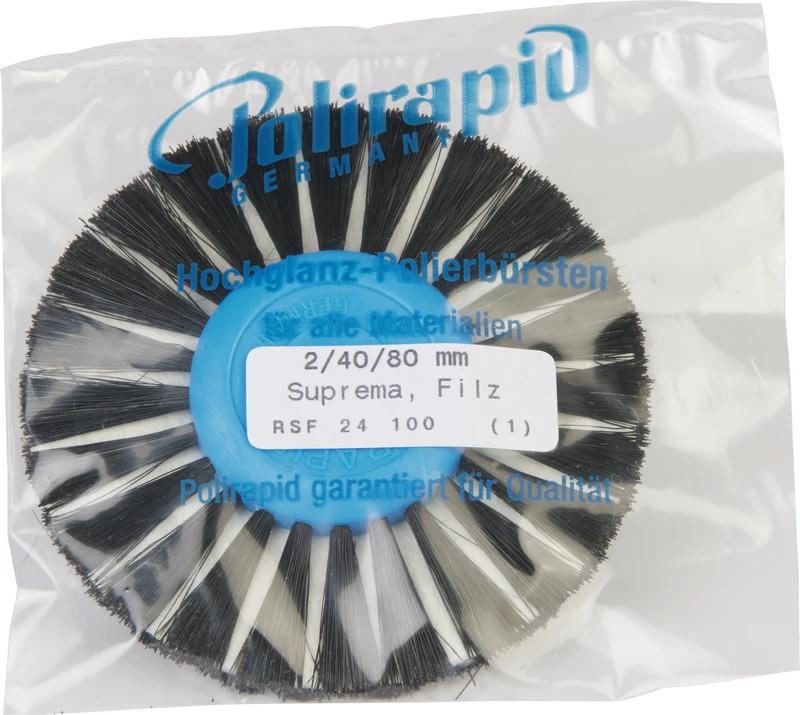 Polirapid
GERMANY
Hochglanz-Polierbürsten
für alle Materialien
2/40/80 mm
Suprema, Filz
RSF 24 100 (1)
Polirapid garantiert für Qualität